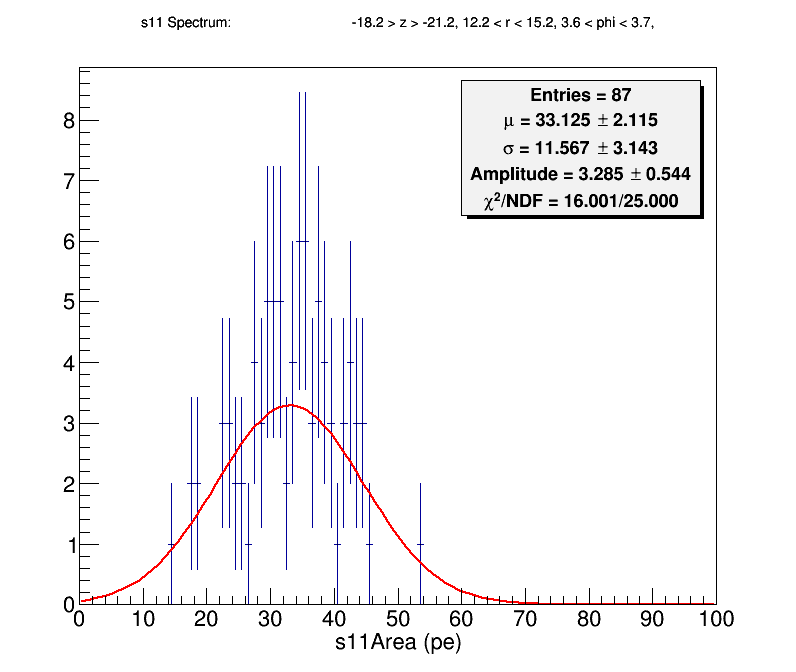 s11 Spectrum: -18.2 > z > -21.2, 12.2 < r < 15.2, 3.6 < phi < 3.7,
Entries = 87
μ = 33.125 ± 2.115
σ = 11.567 ± 3.143
Amplitude = 3.285 ± 0.544
χ²/NDF = 16.001/25.000
8
7
6
5
4
3
2
1
0
0 10 20 30 40 50 60 70 80 90 100
s11Area (pe)